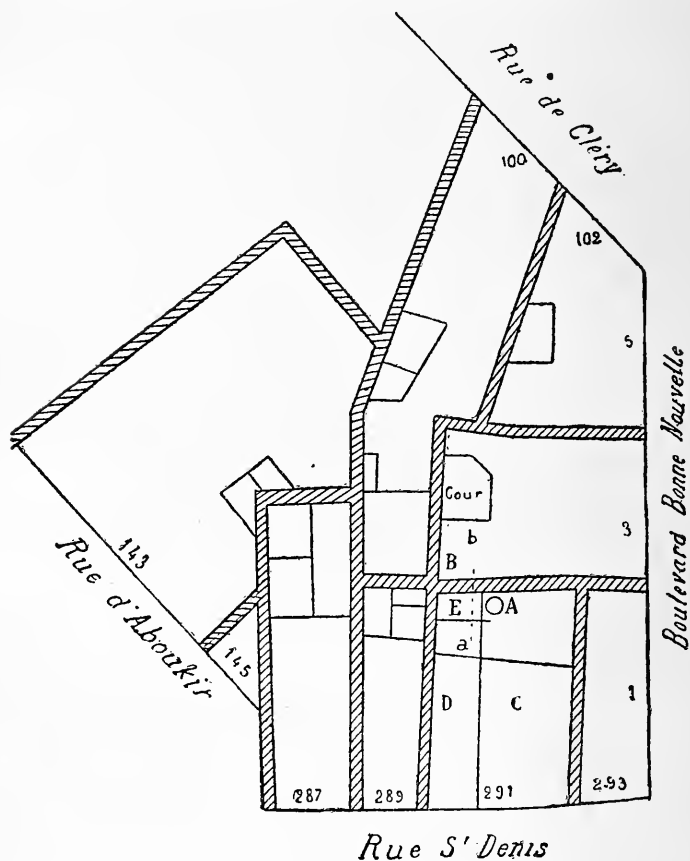 Rue de Cléry
100
102
5
Boulevard Bonne Nouvelle
Cour
3
b
B
143
Rue d'Aboukir
145
E
A
a
D
C
1
287
289
291
293
Rue S' Denis